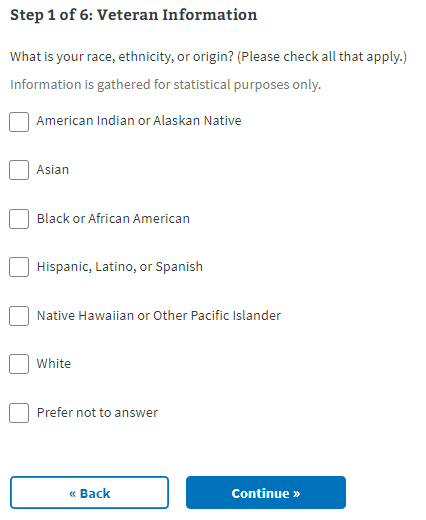 Step 1 of 6: Veteran Information
What is your race, ethnicity, or origin? (Please check all that apply.)
Information is gathered for statistical purposes only.
American Indian or Alaskan Native
Asian
Black or African American
Hispanic, Latino, or Spanish
Native Hawaiian or Other Pacific Islander
White
Prefer not to answer
« Back
Continue »